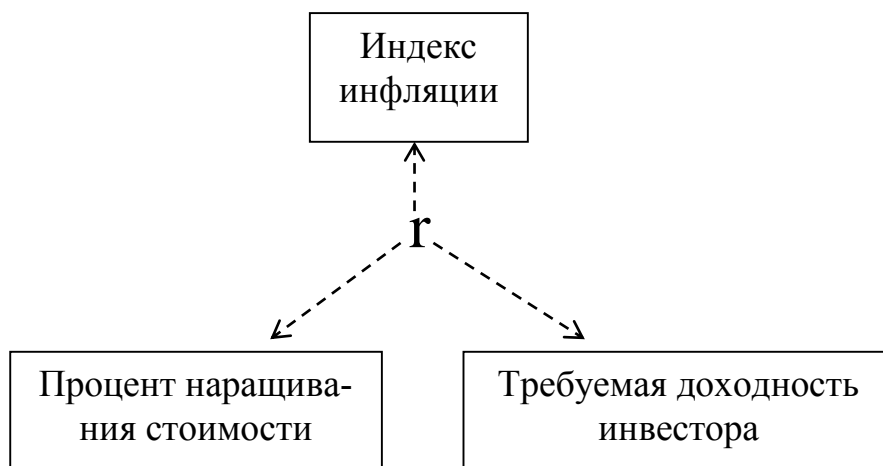 Индекс
инфляции
r
Процент наращива-
ния стоимости
Требуемая доходность
инвестора